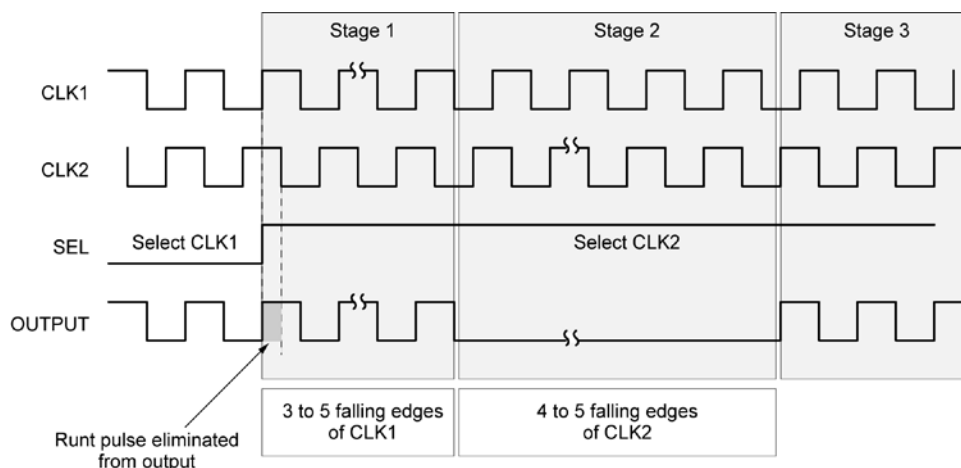 Stage 1
Stage 2
Stage 3
CLK1
CLK2
SEL
Select CLK1
Select CLK2
OUTPUT
3 to 5 falling edges
of CLK1
4 to 5 falling edges
of CLK2
Runt pulse eliminated
from output